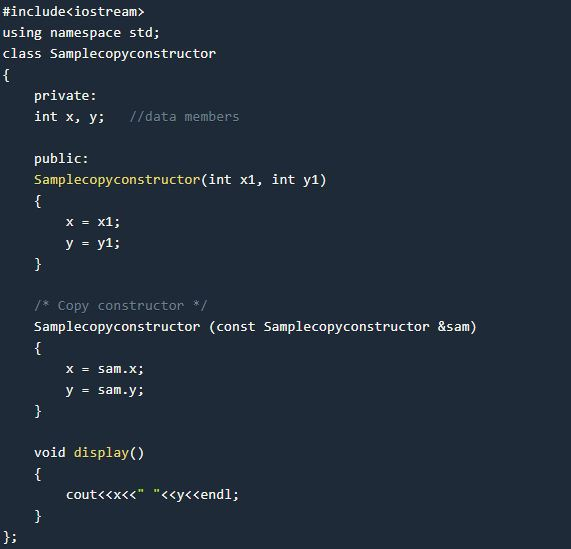 #include<iostream>
using namespace std;
class Samplecopyconstructor
{
    private:
    int x, y;   //data members

    public:
    Samplecopyconstructor(int x1, int y1)
    {
        x = x1;
        y = y1;
    }

    /* Copy constructor */
    Samplecopyconstructor (const Samplecopyconstructor &sam)
    {
        x = sam.x;
        y = sam.y;
    }

    void display()
    {
        cout<<x<<" "<<y<<endl;
    }
};